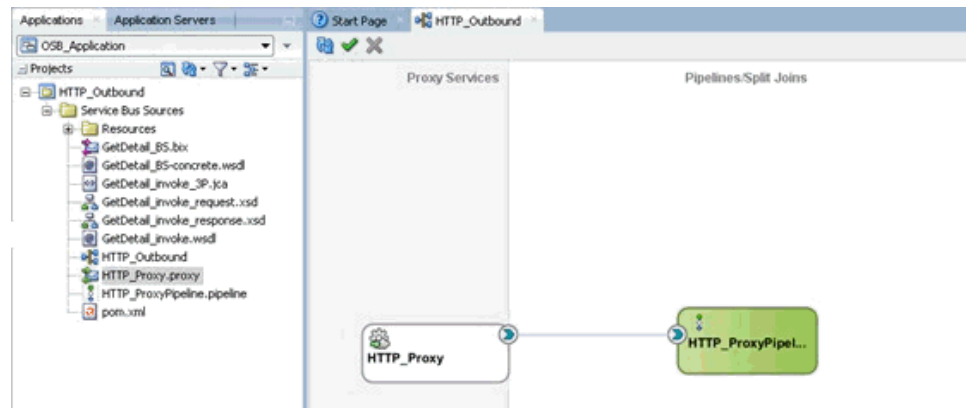 Applications
Application Servers
OSB_Application
Projects
HTTP_Outbound
Service Bus Sources
Resources
GetDetail_BS.bix
GetDetail_BS-concrete.wsdl
GetDetail_invoke_3P.jca
GetDetail_invoke_request.xsd
GetDetail_invoke_response.xsd
GetDetail_invoke.wsdl
HTTP_Outbound
HTTP_Proxy.proxy
HTTP_ProxyPipeline.pipeline
pom.xml
Start Page
HTTP_Outbound
Proxy Services
Pipelines/Split Joins
HTTP_Proxy
HTTP_ProxyPipel...